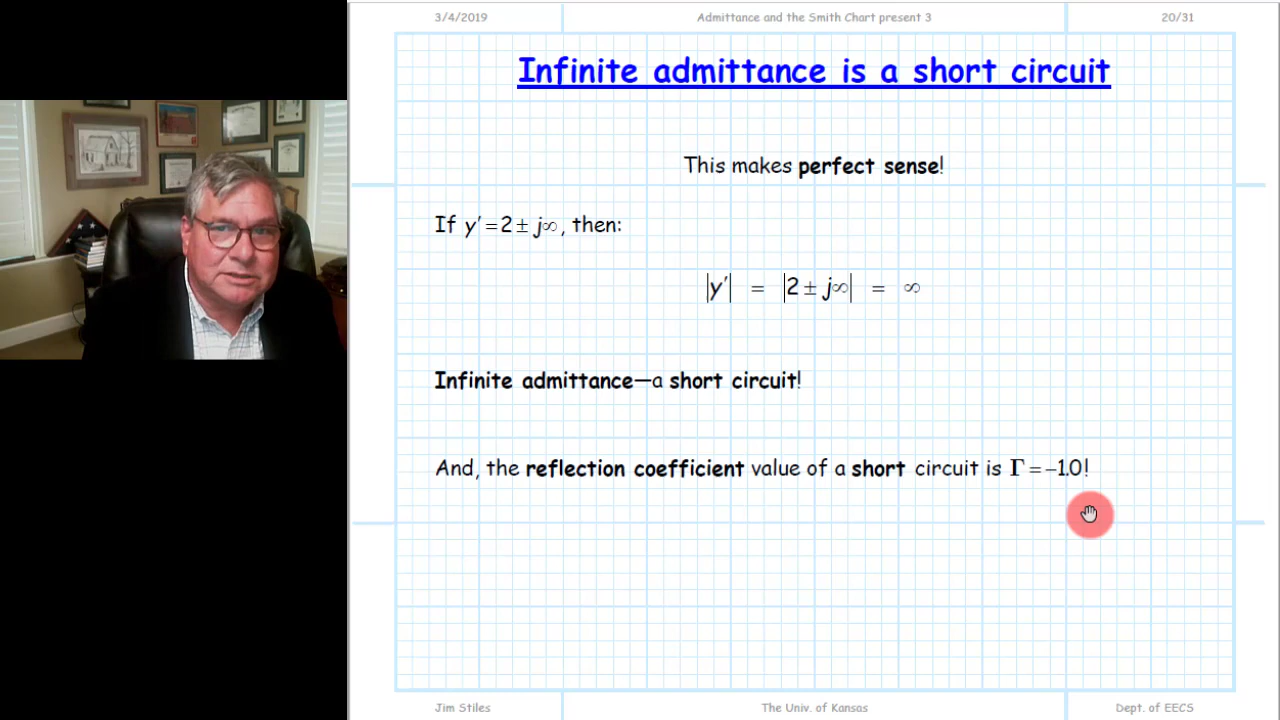 3/4/2019 Admittance and the Smith Chart present 3 20/31
Infinite admittance is a short circuit
This makes perfect sense!
If y′ = 2 ± j∞, then:
|y′| = |2 ± j∞| = ∞
Infinite admittance—a short circuit!
And, the reflection coefficient value of a short circuit is Γ = −1.0!
Jim Stiles The Univ. of Kansas Dept. of EECS